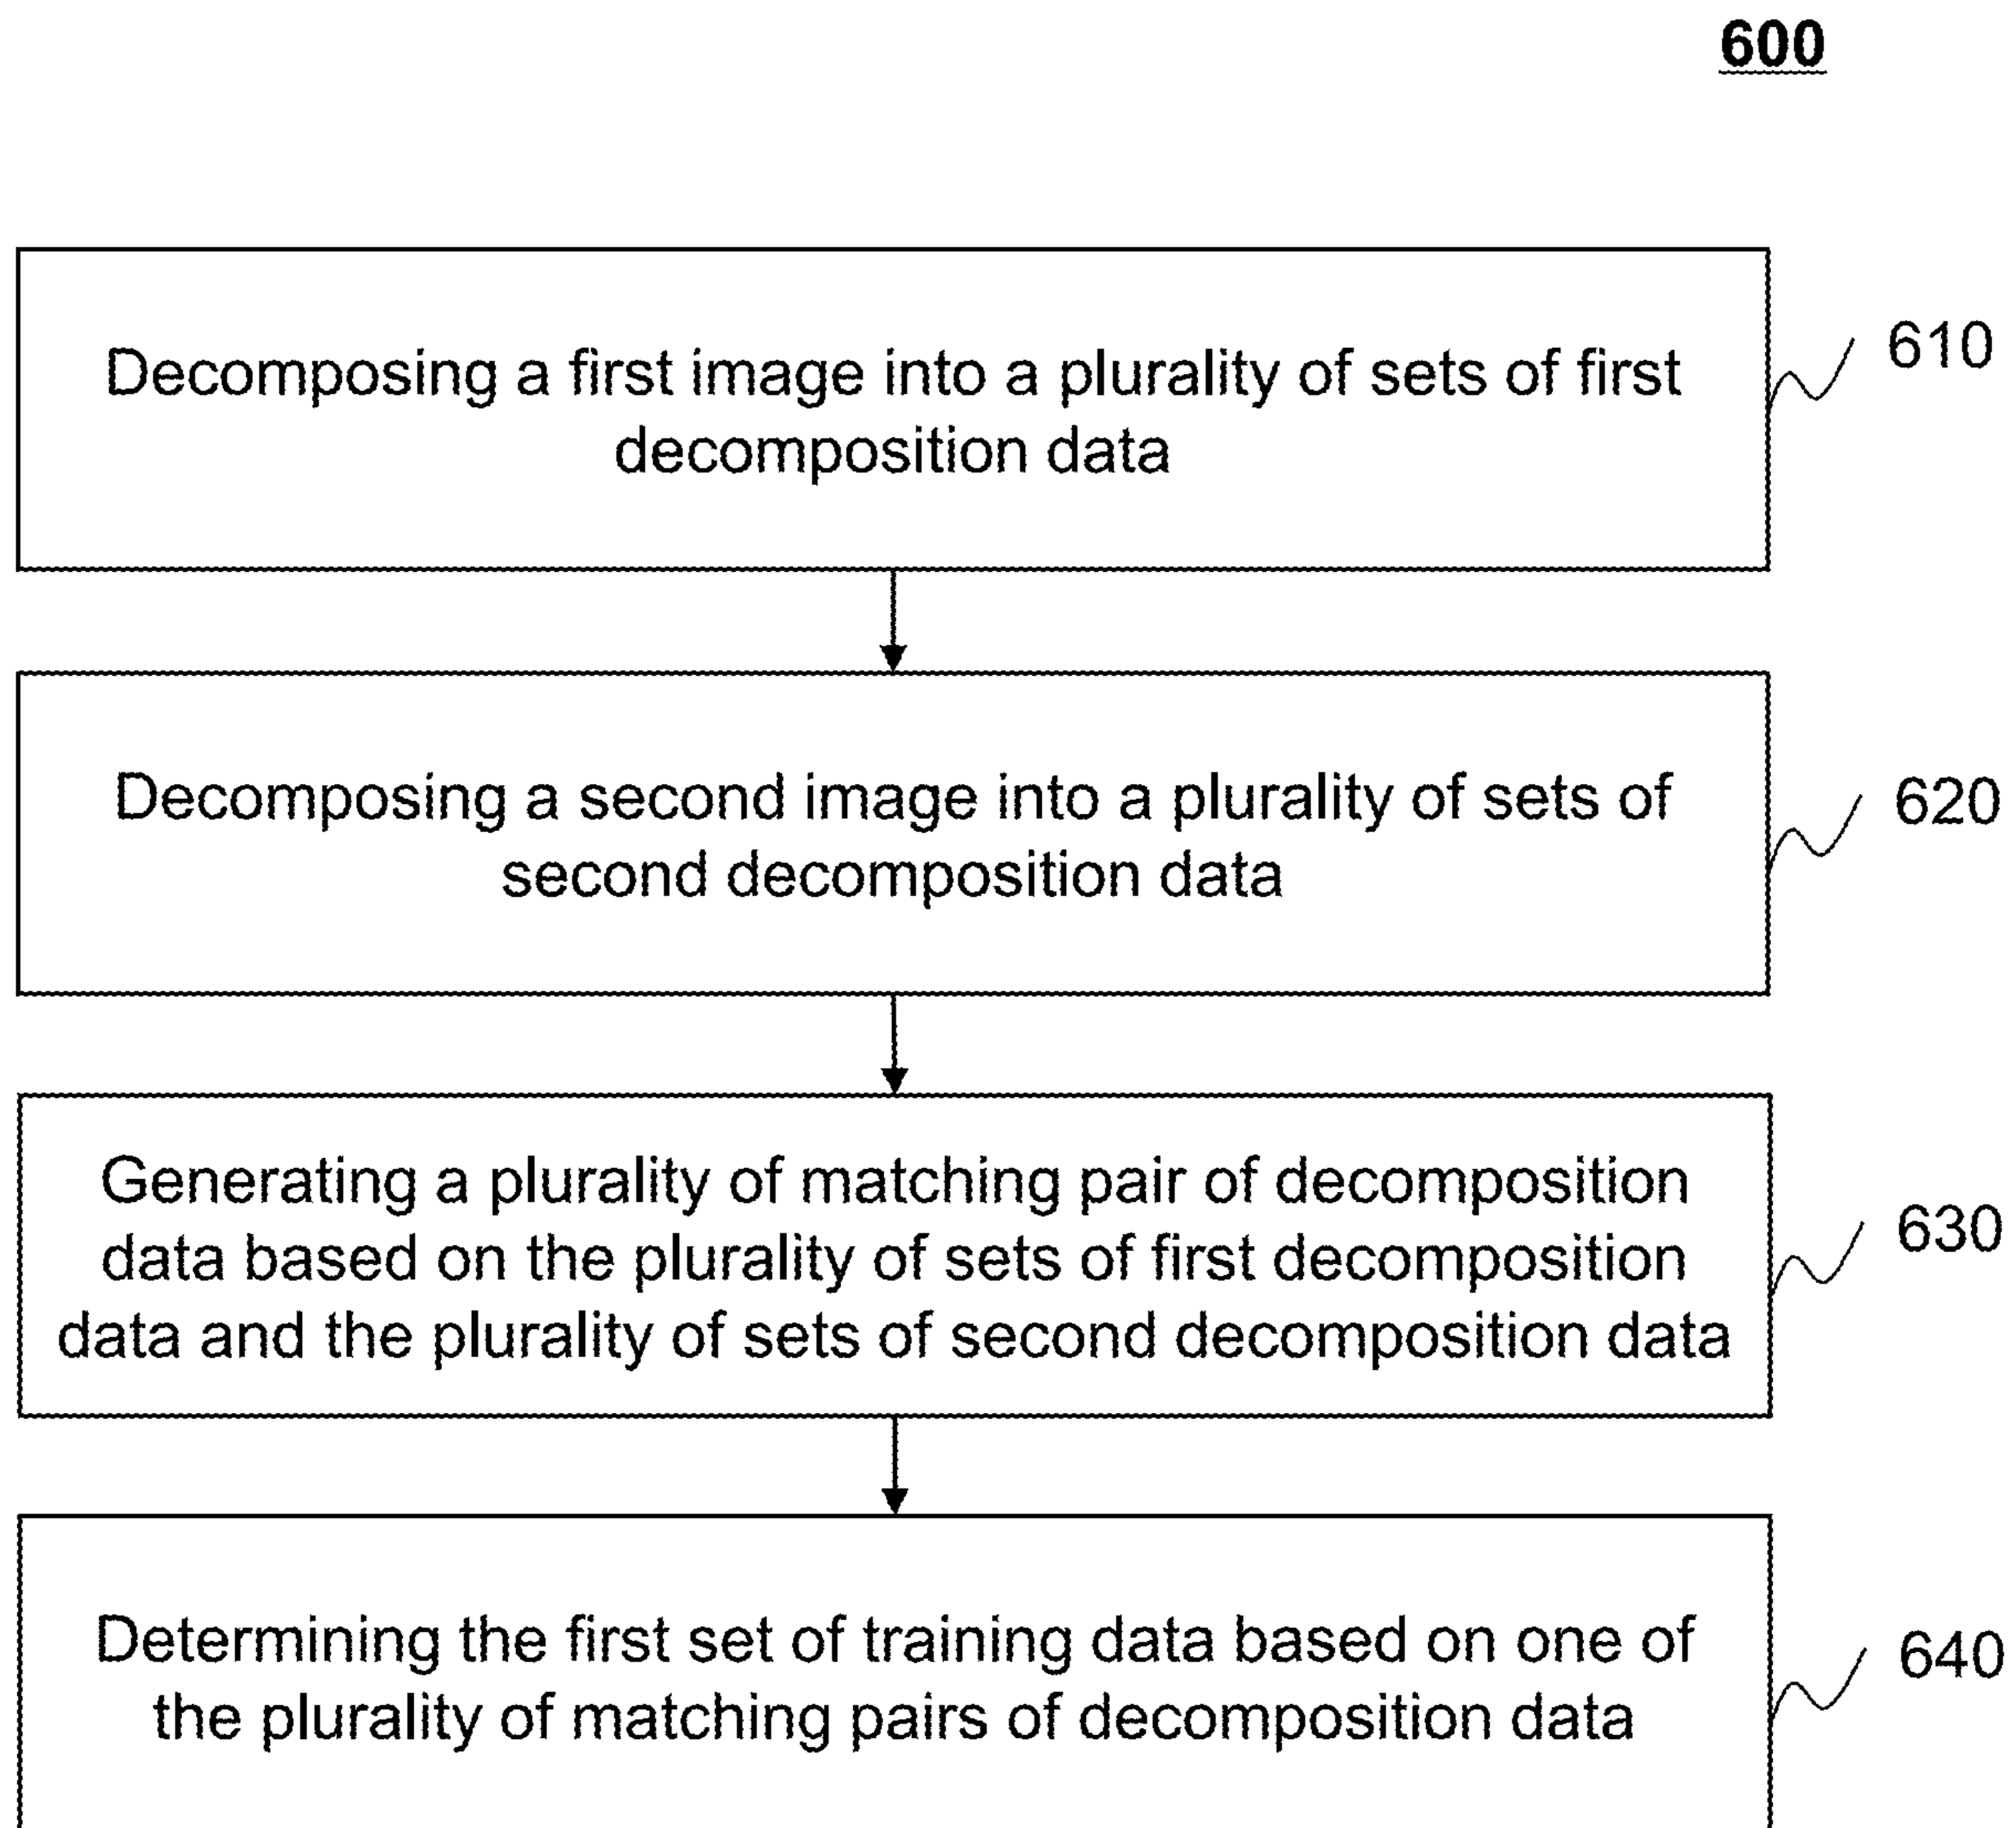 600
Decomposing a first image into a plurality of sets of first
decomposition data
610
Decomposing a second image into a plurality of sets of
second decomposition data
620
Generating a plurality of matching pair of decomposition
data based on the plurality of sets of first decomposition
data and the plurality of sets of second decomposition data
630
Determining the first set of training data based on one of
the plurality of matching pairs of decomposition data
640